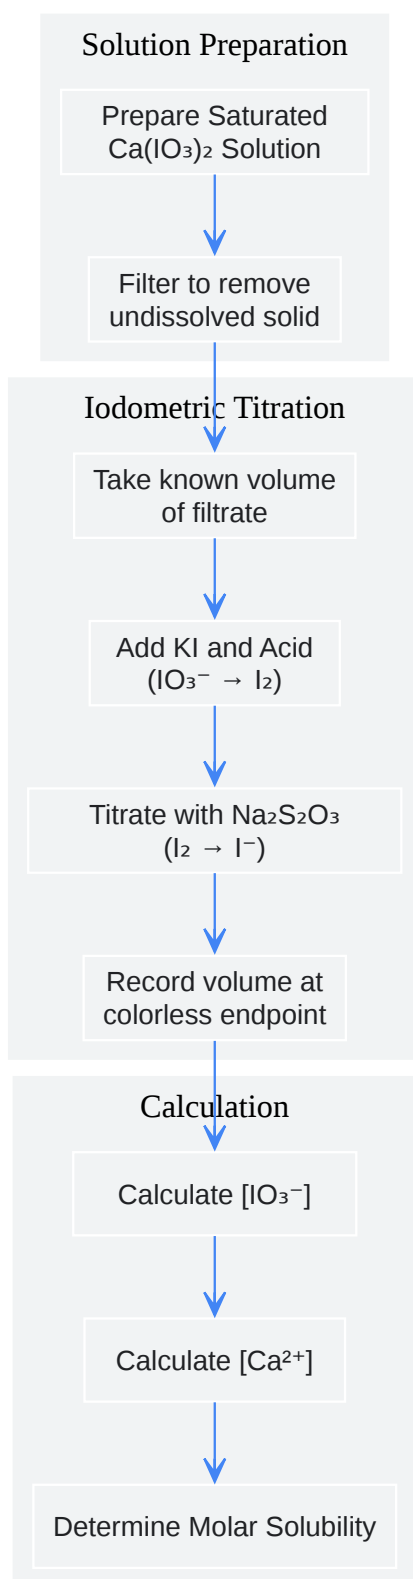 Solution Preparation
Prepare Saturated
Ca(IO₃)₂ Solution
Filter to remove
undissolved solid
Iodometric Titration
Take known volume
of filtrate
Add KI and Acid
(IO₃⁻ → I₂)
Titrate with Na₂S₂O₃
(I₂ → I⁻)
Record volume at
colorless endpoint
Calculation
Calculate [IO₃⁻]
Calculate [Ca²⁺]
Determine Molar Solubility